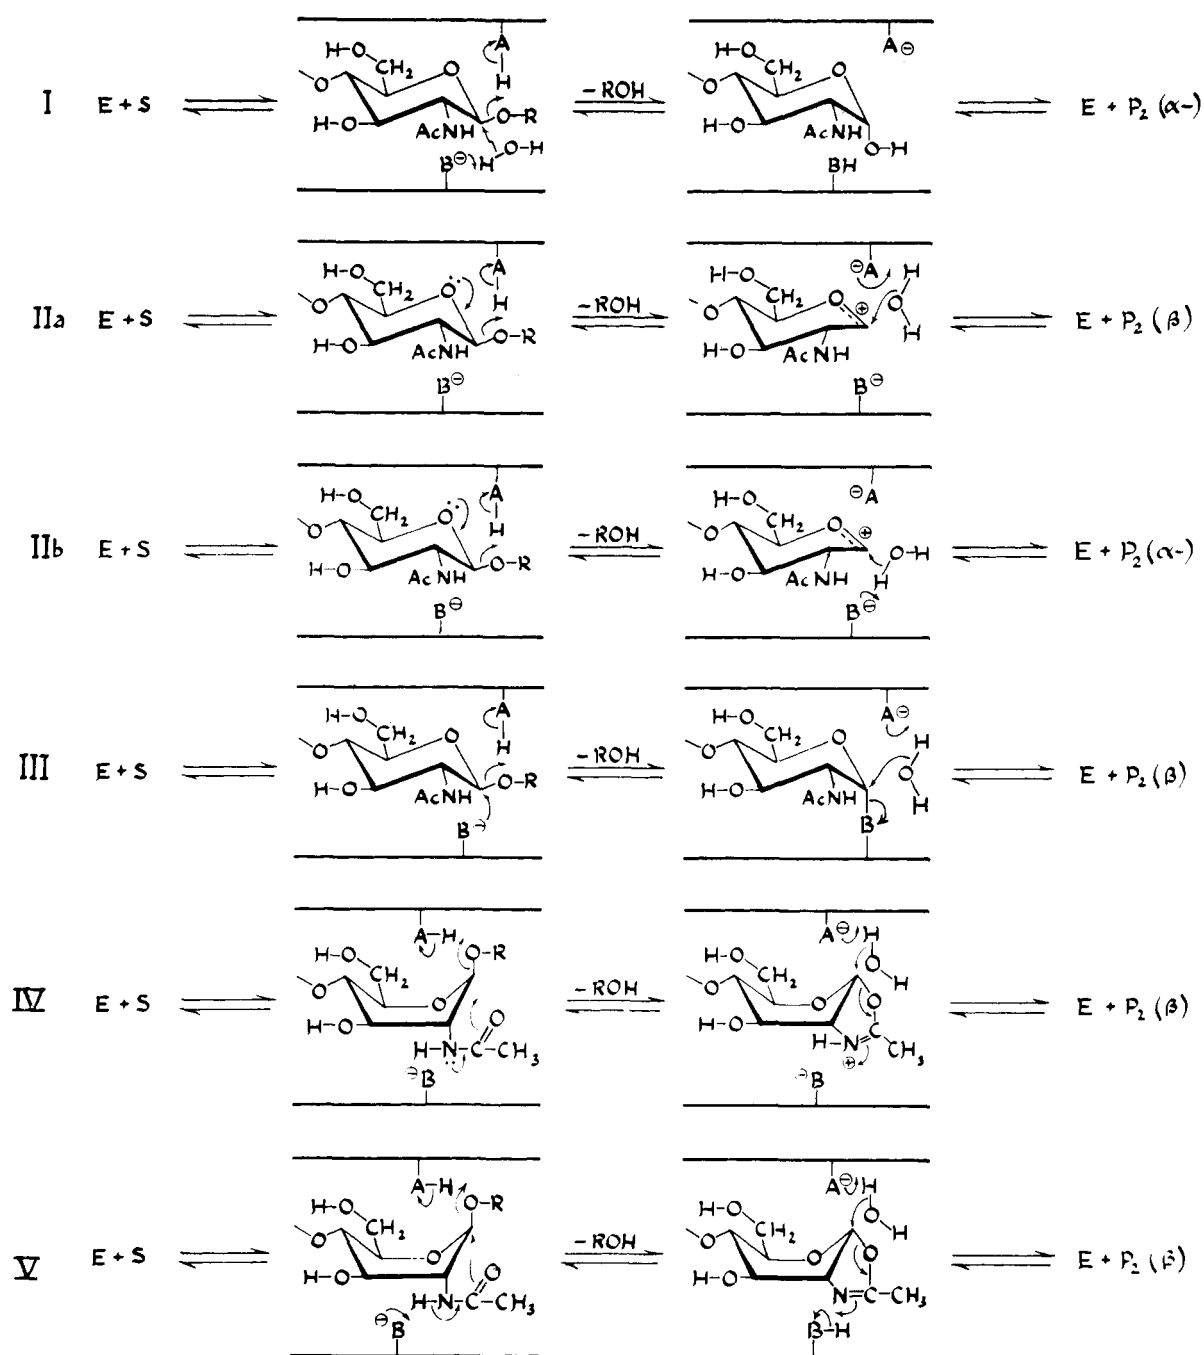 I E + S ⇌ H-O CH₂ O O H-O AcNH O-R A H B⊖ H O-H -ROH ⇌ A⊖ H-O CH₂ O O H-O AcNH O-H BH ⇌ E + P₂ (α-)
IIa E + S ⇌ H-O CH₂ O O H-O AcNH O-R A H B⊖ -ROH ⇌ ⊖A H-O CH₂ O ⊕ O H-O AcNH H O H B⊖ ⇌ E + P₂ (β)
IIb E + S ⇌ H-O CH₂ O O H-O AcNH O-R A H B⊖ -ROH ⇌ ⊖A H-O CH₂ O ⊕ O H-O AcNH O-H H B⊖ ⇌ E + P₂ (α-)
III E + S ⇌ H-O CH₂ O O H-O AcNH O-R A H B⊖ -ROH ⇌ A⊖ H-O CH₂ O O H-O AcNH H O H B ⇌ E + P₂ (β)
IV E + S ⇌ A-H O-R H-O CH₂ O O H-O H-N-C=O CH₃ ⊖B -ROH ⇌ A⊖ H O H H-O CH₂ O O O H-O H-N=C CH₃ ⊕ ⊖B ⇌ E + P₂ (β)
V E + S ⇌ A-H O-R H-O CH₂ O O H-O H-N-C=O CH₃ ⊖B -ROH ⇌ A⊖ H O H H-O CH₂ O O O H-O N=C CH₃ B-H ⇌ E + P₂ (β)